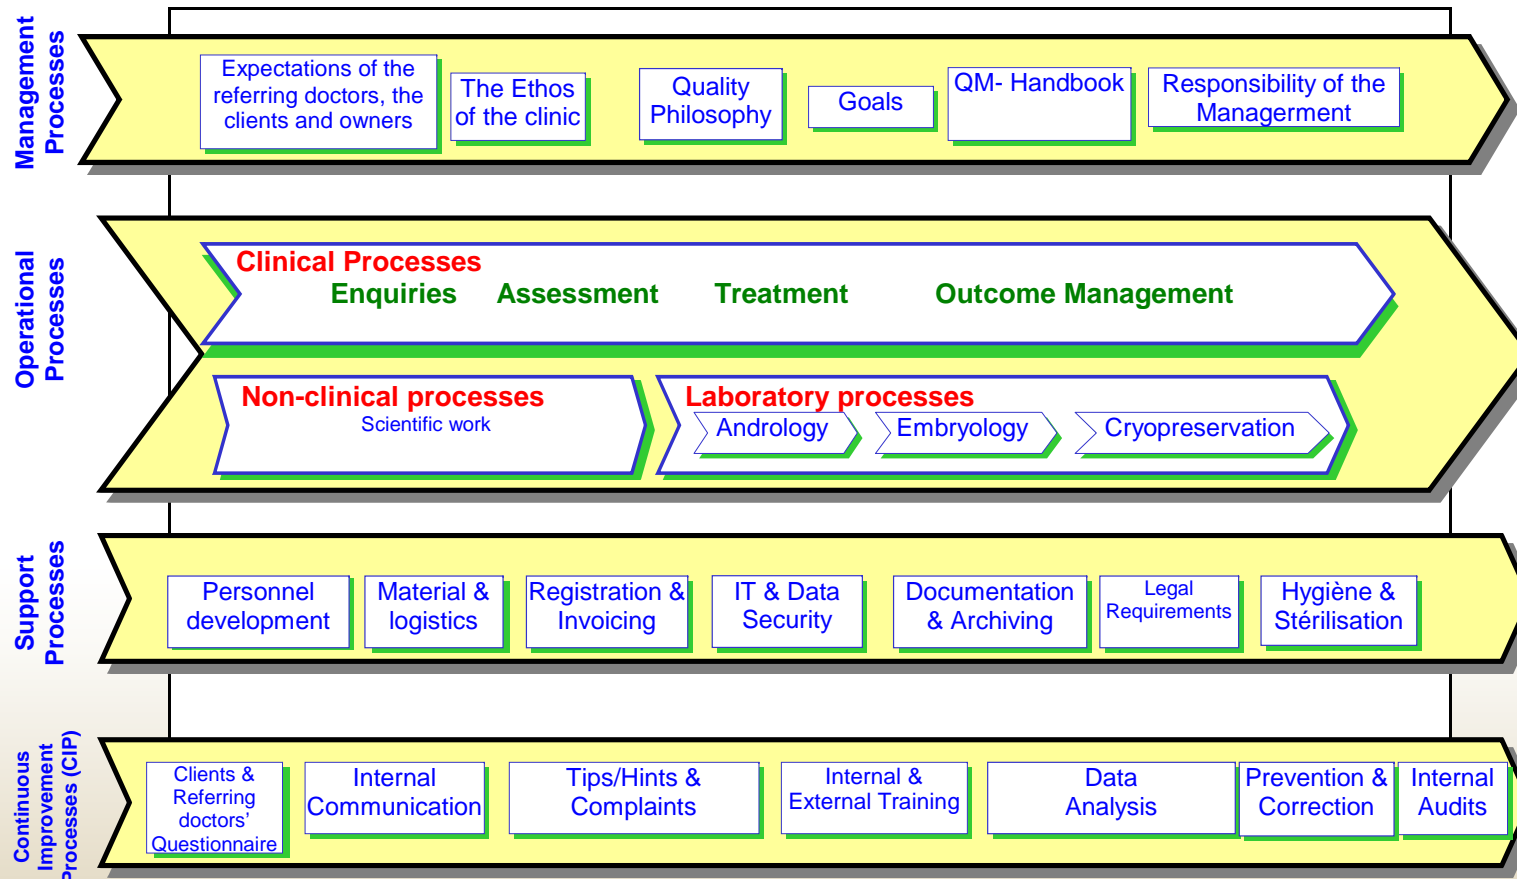 Management
Processes
Expectations of the
referring doctors, the
clients and owners
The Ethos
of the clinic
Quality
Philosophy
Goals
QM- Handbook
Responsibility of the
Managerment
Operational
Processes
Clinical Processes
Enquiries Assessment Treatment Outcome Management
Non-clinical processes
Scientific work
Laboratory processes
Andrology
Embryology
Cryopreservation
Support
Processes
Personnel
development
Material &
logistics
Registration &
Invoicing
IT & Data
Security
Documentation
& Archiving
Legal
Requirements
Hygiène &
Stérilisation
Continuous
Improvement
Processes (CIP)
Clients &
Referring
doctors’
Questionnaire
Internal
Communication
Tips/Hints &
Complaints
Internal &
External Training
Data
Analysis
Prevention &
Correction
Internal
Audits